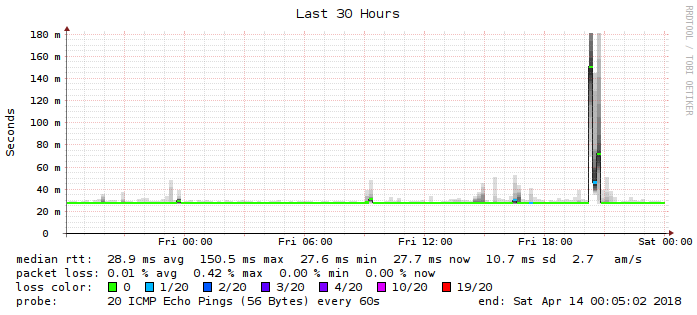 Last 30 Hours
RRDTOOL / TOBI OETIKER
Seconds
180 m
160 m
140 m
120 m
100 m
80 m
60 m
40 m
20 m
0
Fri 00:00 Fri 06:00 Fri 12:00 Fri 18:00 Sat 00:00
median rtt: 28.9 ms avg 150.5 ms max 27.6 ms min 27.7 ms now 10.7 ms sd 2.7 am/s
packet loss: 0.01 % avg 0.42 % max 0.00 % min 0.00 % now
loss color: 0 1/20 2/20 3/20 4/20 10/20 19/20
probe: 20 ICMP Echo Pings (56 Bytes) every 60s end: Sat Apr 14 00:05:02 2018